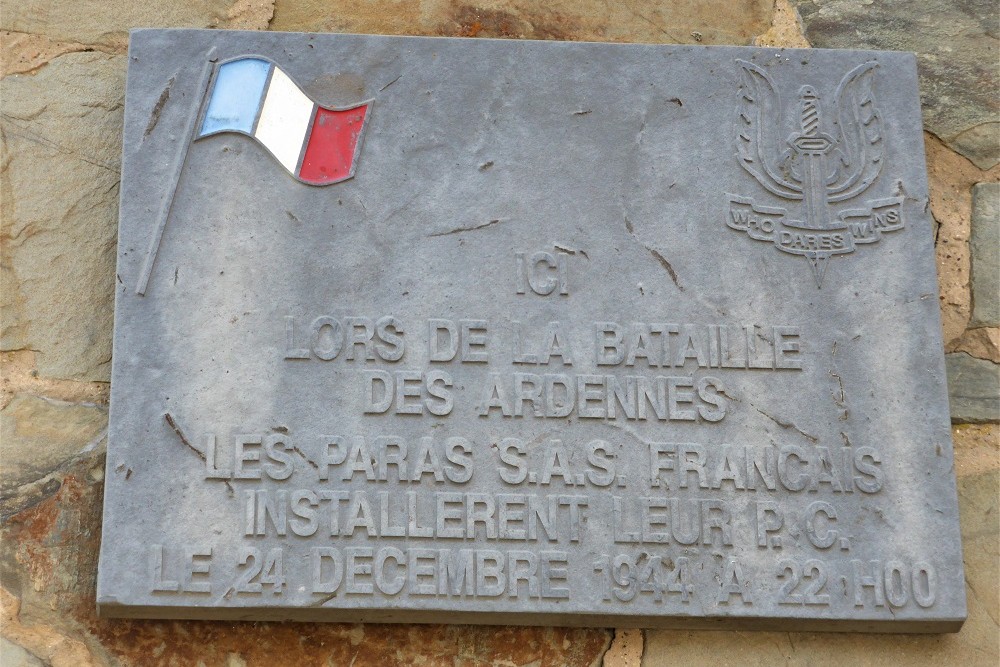 WHO DARES WINS
ICI
LORS DE LA BATAILLE
DES ARDENNES
LES PARAS S.A.S. FRANCAIS
INSTALLERENT LEUR P.C.
LE 24 DECEMBRE 1944 A 22 H00